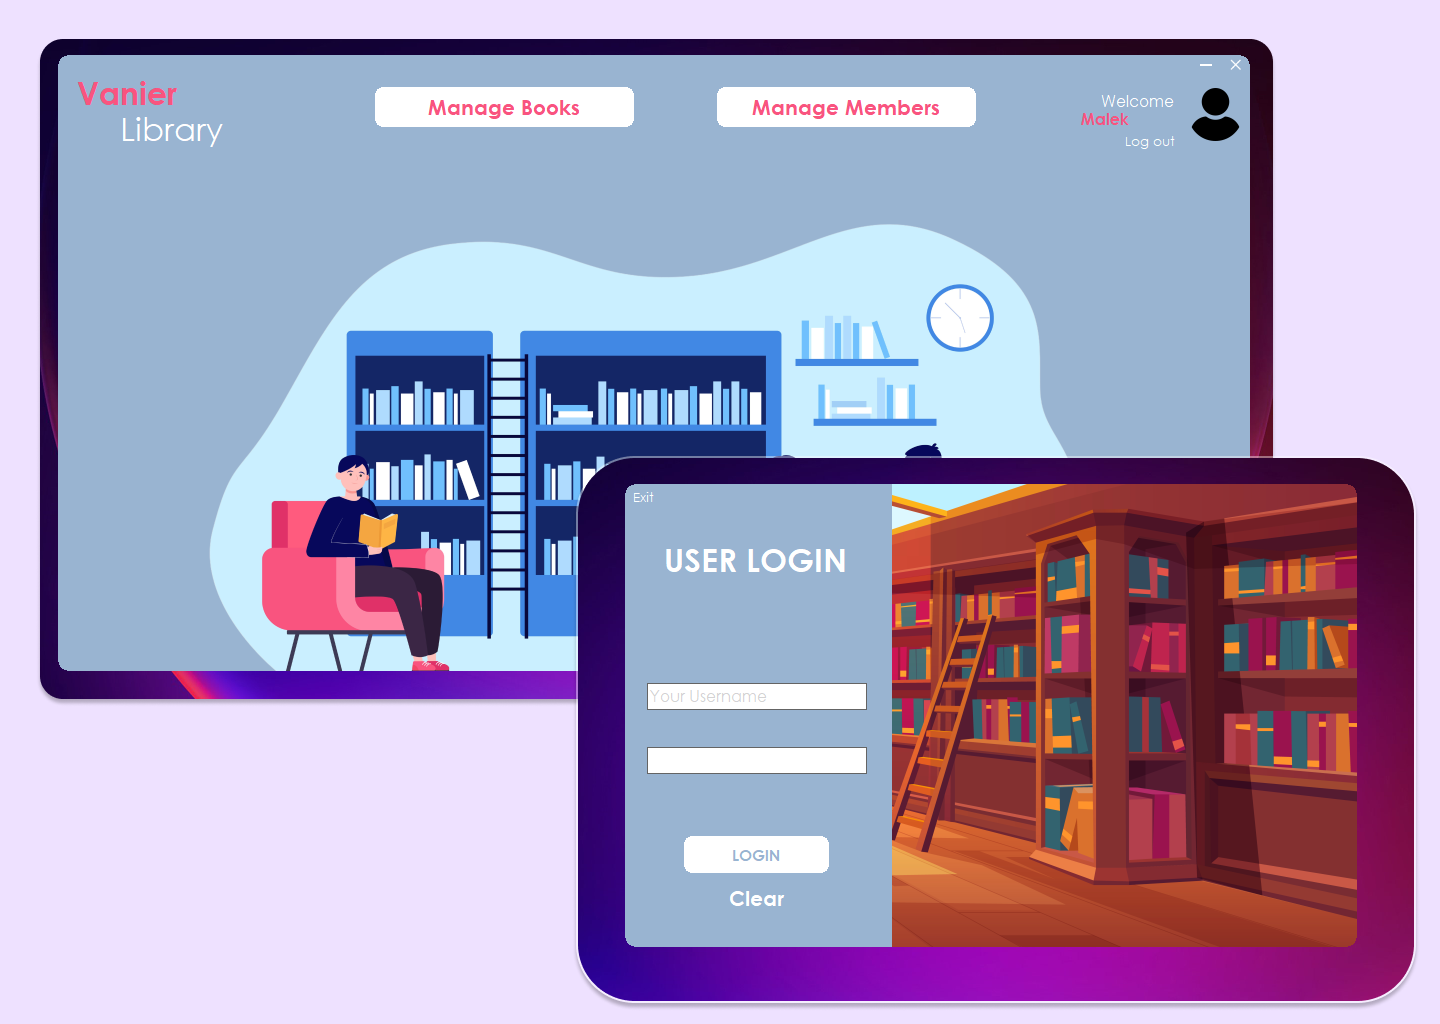 Vanier
Library
Manage Books
Manage Members
Welcome
Malek
Log out
Exit
USER LOGIN
Your Username
LOGIN
Clear